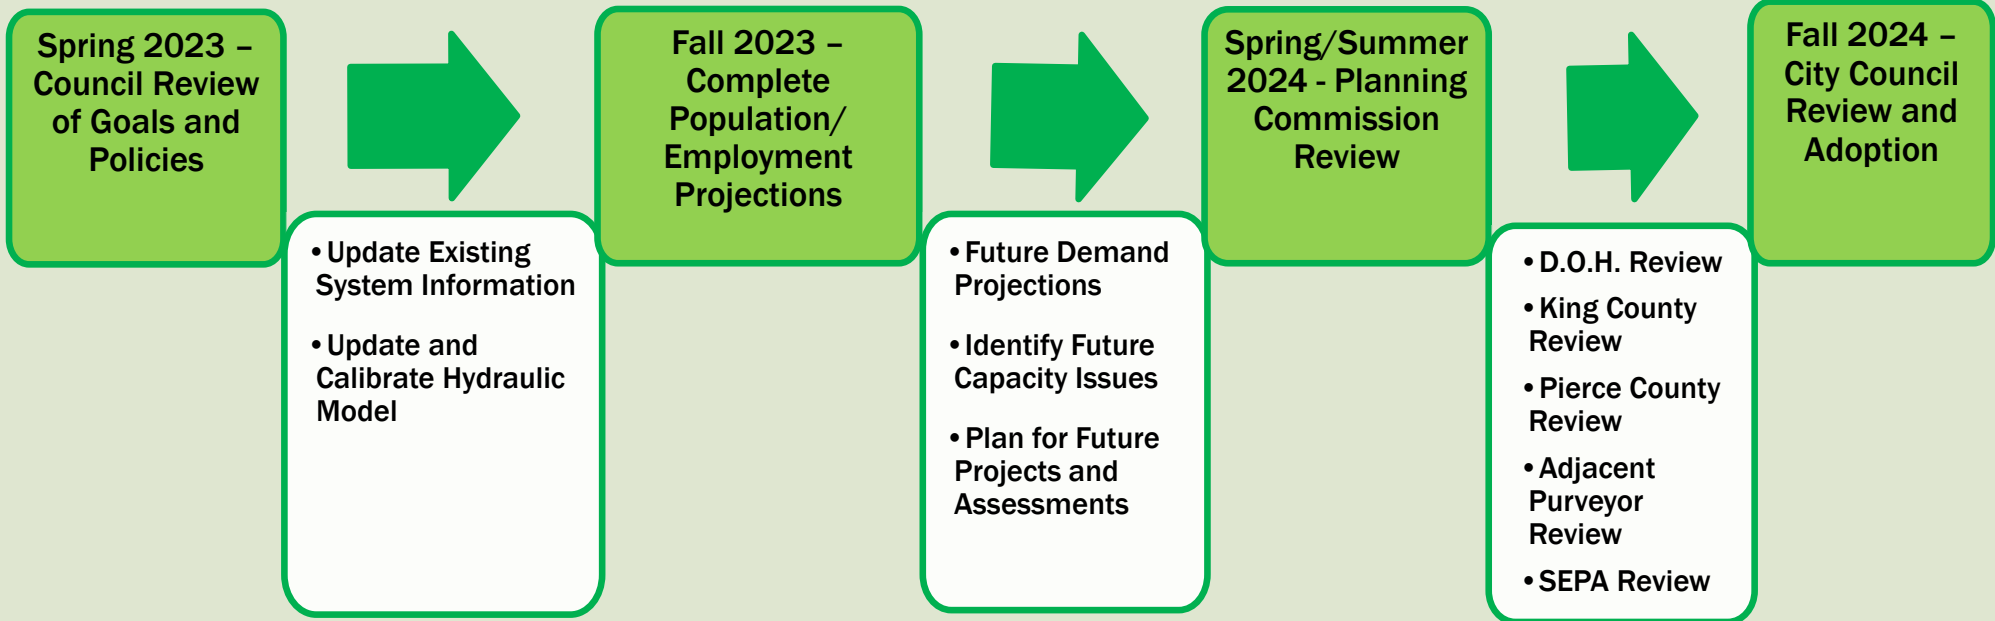 Spring 2023 –
Council Review
of Goals and
Policies
•Update Existing
System Information
•Update and
Calibrate Hydraulic
Model
Fall 2023 –
Complete
Population/
Employment
Projections
•Future Demand
Projections
•Identify Future
Capacity Issues
•Plan for Future
Projects and
Assessments
Spring/Summer
2024 - Planning
Commission
Review
•D.O.H. Review
•King County
Review
•Pierce County
Review
•Adjacent
Purveyor
Review
•SEPA Review
Fall 2024 –
City Council
Review and
Adoption